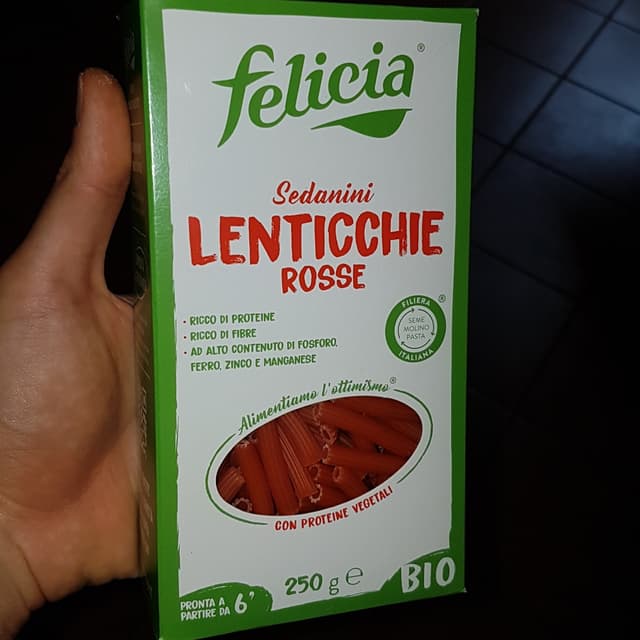 felicia®
Sedanini
LENTICCHIE
ROSSE
• RICCO DI PROTEINE
• RICCO DI FIBRE
• AD ALTO CONTENUTO DI FOSFORO,
FERRO, ZINCO E MANGANESE
FILIERA ®
SEME
MOLINO
PASTA
ITALIANA
Alimentiamo l'ottimismo®
CON PROTEINE VEGETALI
PRONTA A
PARTIRE DA 6'
250 g e
BIO